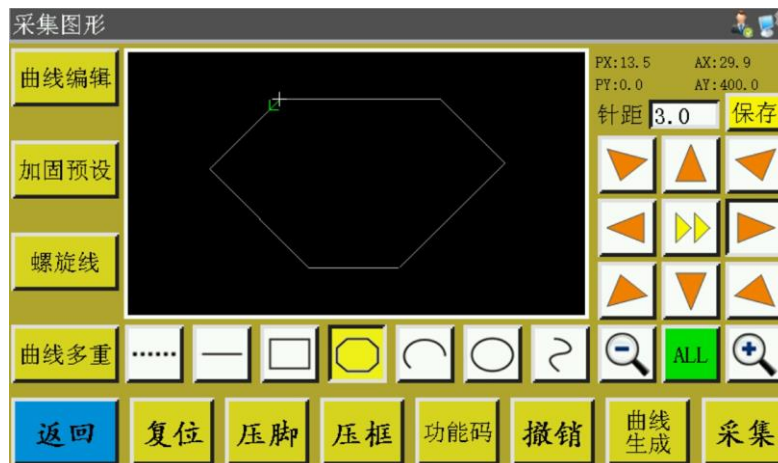 采集图形
曲线编辑
PX:13.5 AX:29.9
PY:0.0 AY:400.0
针距 3.0 保存
加固预设
螺旋线
曲线多重
ALL
返回 复位 压脚 压框 功能码 撤销 曲线 采集
生成